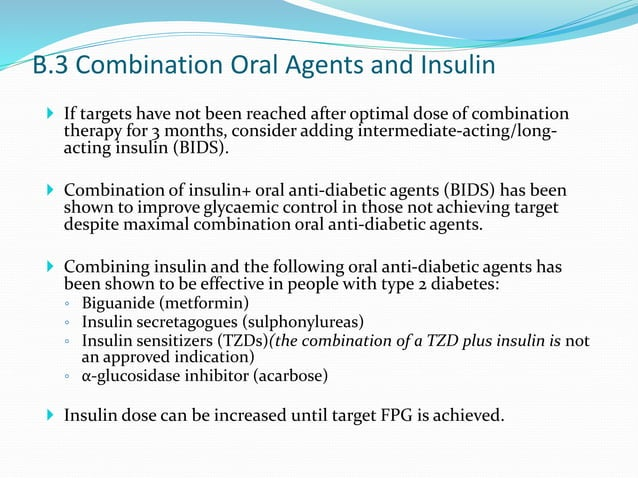 B.3 Combination Oral Agents and Insulin
If targets have not been reached after optimal dose of combination
therapy for 3 months, consider adding intermediate-acting/long-
acting insulin (BIDS).
Combination of insulin+ oral anti-diabetic agents (BIDS) has been
shown to improve glycaemic control in those not achieving target
despite maximal combination oral anti-diabetic agents.
Combining insulin and the following oral anti-diabetic agents has
been shown to be effective in people with type 2 diabetes:
Biguanide (metformin)
Insulin secretagogues (sulphonylureas)
Insulin sensitizers (TZDs)(the combination of a TZD plus insulin is not
an approved indication)
α-glucosidase inhibitor (acarbose)
Insulin dose can be increased until target FPG is achieved.